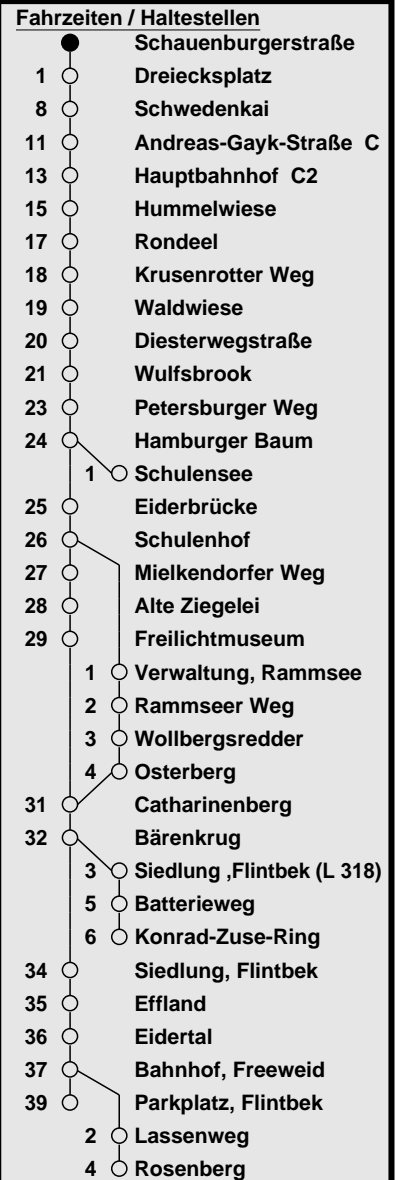 Fahrzeiten / Haltestellen
Schauenburgerstraße
1 Dreiecksplatz
8 Schwedenkai
11 Andreas-Gayk-Straße C
13 Hauptbahnhof C2
15 Hummelwiese
17 Rondeel
18 Krusenrotter Weg
19 Waldwiese
20 Diesterwegstraße
21 Wulfsbrook
23 Petersburger Weg
24 Hamburger Baum
1 Schulensee
25 Eiderbrücke
26 Schulenhof
27 Mielkendorfer Weg
28 Alte Ziegelei
29 Freilichtmuseum
1 Verwaltung, Rammsee
2 Rammseer Weg
3 Wollbergsredder
4 Osterberg
31 Catharinenberg
32 Bärenkrug
3 Siedlung ,Flintbek (L 318)
5 Batterieweg
6 Konrad-Zuse-Ring
34 Siedlung, Flintbek
35 Effland
36 Eidertal
37 Bahnhof, Freeweid
39 Parkplatz, Flintbek
2 Lassenweg
4 Rosenberg